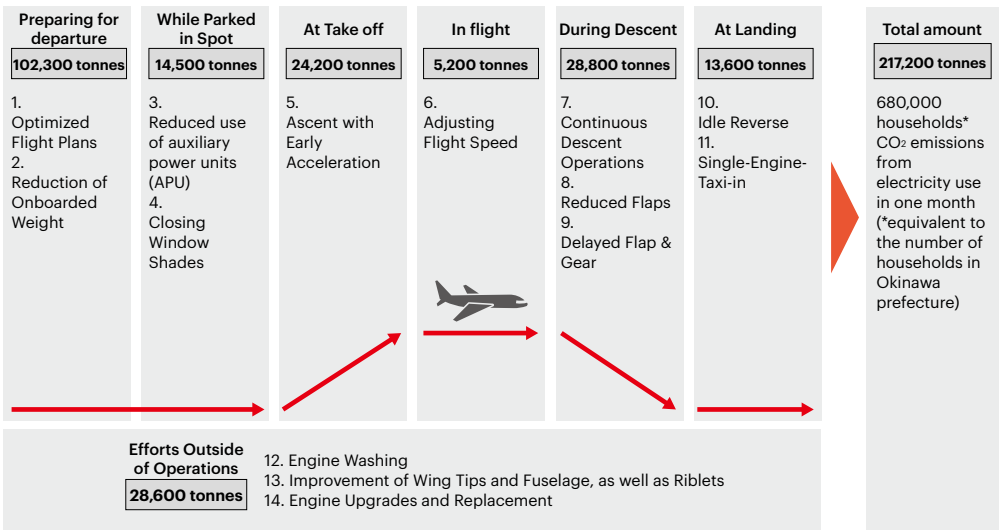 Preparing for
departure
102,300 tonnes
1.
Optimized
Flight Plans
2.
Reduction of
Onboarded
Weight
While Parked
in Spot
14,500 tonnes
3.
Reduced use
of auxiliary
power units
(APU)
4.
Closing
Window
Shades
At Take off
24,200 tonnes
5.
Ascent with
Early
Acceleration
In flight
5,200 tonnes
6.
Adjusting
Flight Speed
During Descent
28,800 tonnes
7.
Continuous
Descent
Operations
8.
Reduced Flaps
9.
Delayed Flap &
Gear
At Landing
13,600 tonnes
10.
Idle Reverse
11.
Single-Engine-
Taxi-in
Efforts Outside
of Operations
28,600 tonnes
12. Engine Washing
13. Improvement of Wing Tips and Fuselage, as well as Riblets
14. Engine Upgrades and Replacement
Total amount
217,200 tonnes
680,000
households*
CO2 emissions
from
electricity use
in one month
(*equivalent to
the number of
households in
Okinawa
prefecture)